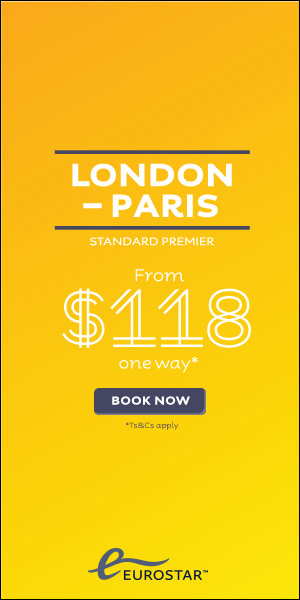 LONDON
– PARIS
STANDARD PREMIER
From
$118
one way*
BOOK NOW
*Ts&Cs apply
e
EUROSTAR™